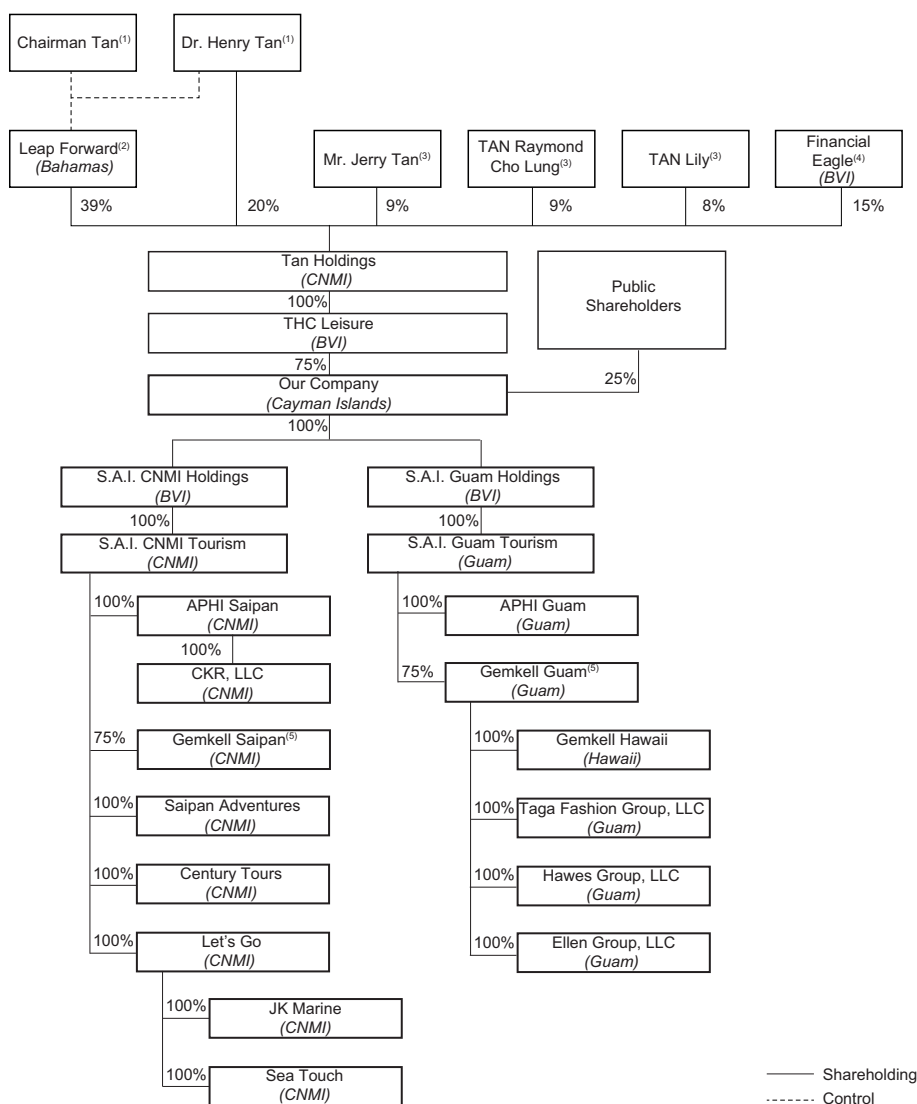 Chairman Tan(1)
Dr. Henry Tan(1)
Leap Forward(2)
(Bahamas)
Mr. Jerry Tan(3)
TAN Raymond
Cho Lung(3)
TAN Lily(3)
Financial
Eagle(4)
(BVI)
39%
20%
9%
9%
8%
15%
Tan Holdings
(CNMI)
100%
THC Leisure
(BVI)
75%
Public
Shareholders
25%
Our Company
(Cayman Islands)
100%
S.A.I. CNMI Holdings
(BVI)
100%
S.A.I. CNMI Tourism
(CNMI)
100%
APHI Saipan
(CNMI)
100%
CKR, LLC
(CNMI)
75%
Gemkell Saipan(5)
(CNMI)
100%
Saipan Adventures
(CNMI)
100%
Century Tours
(CNMI)
100%
Let's Go
(CNMI)
100%
JK Marine
(CNMI)
100%
Sea Touch
(CNMI)
S.A.I. Guam Holdings
(BVI)
100%
S.A.I. Guam Tourism
(Guam)
100%
APHI Guam
(Guam)
75%
Gemkell Guam(5)
(Guam)
100%
Gemkell Hawaii
(Hawaii)
100%
Taga Fashion Group, LLC
(Guam)
100%
Hawes Group, LLC
(Guam)
100%
Ellen Group, LLC
(Guam)
Shareholding
Control